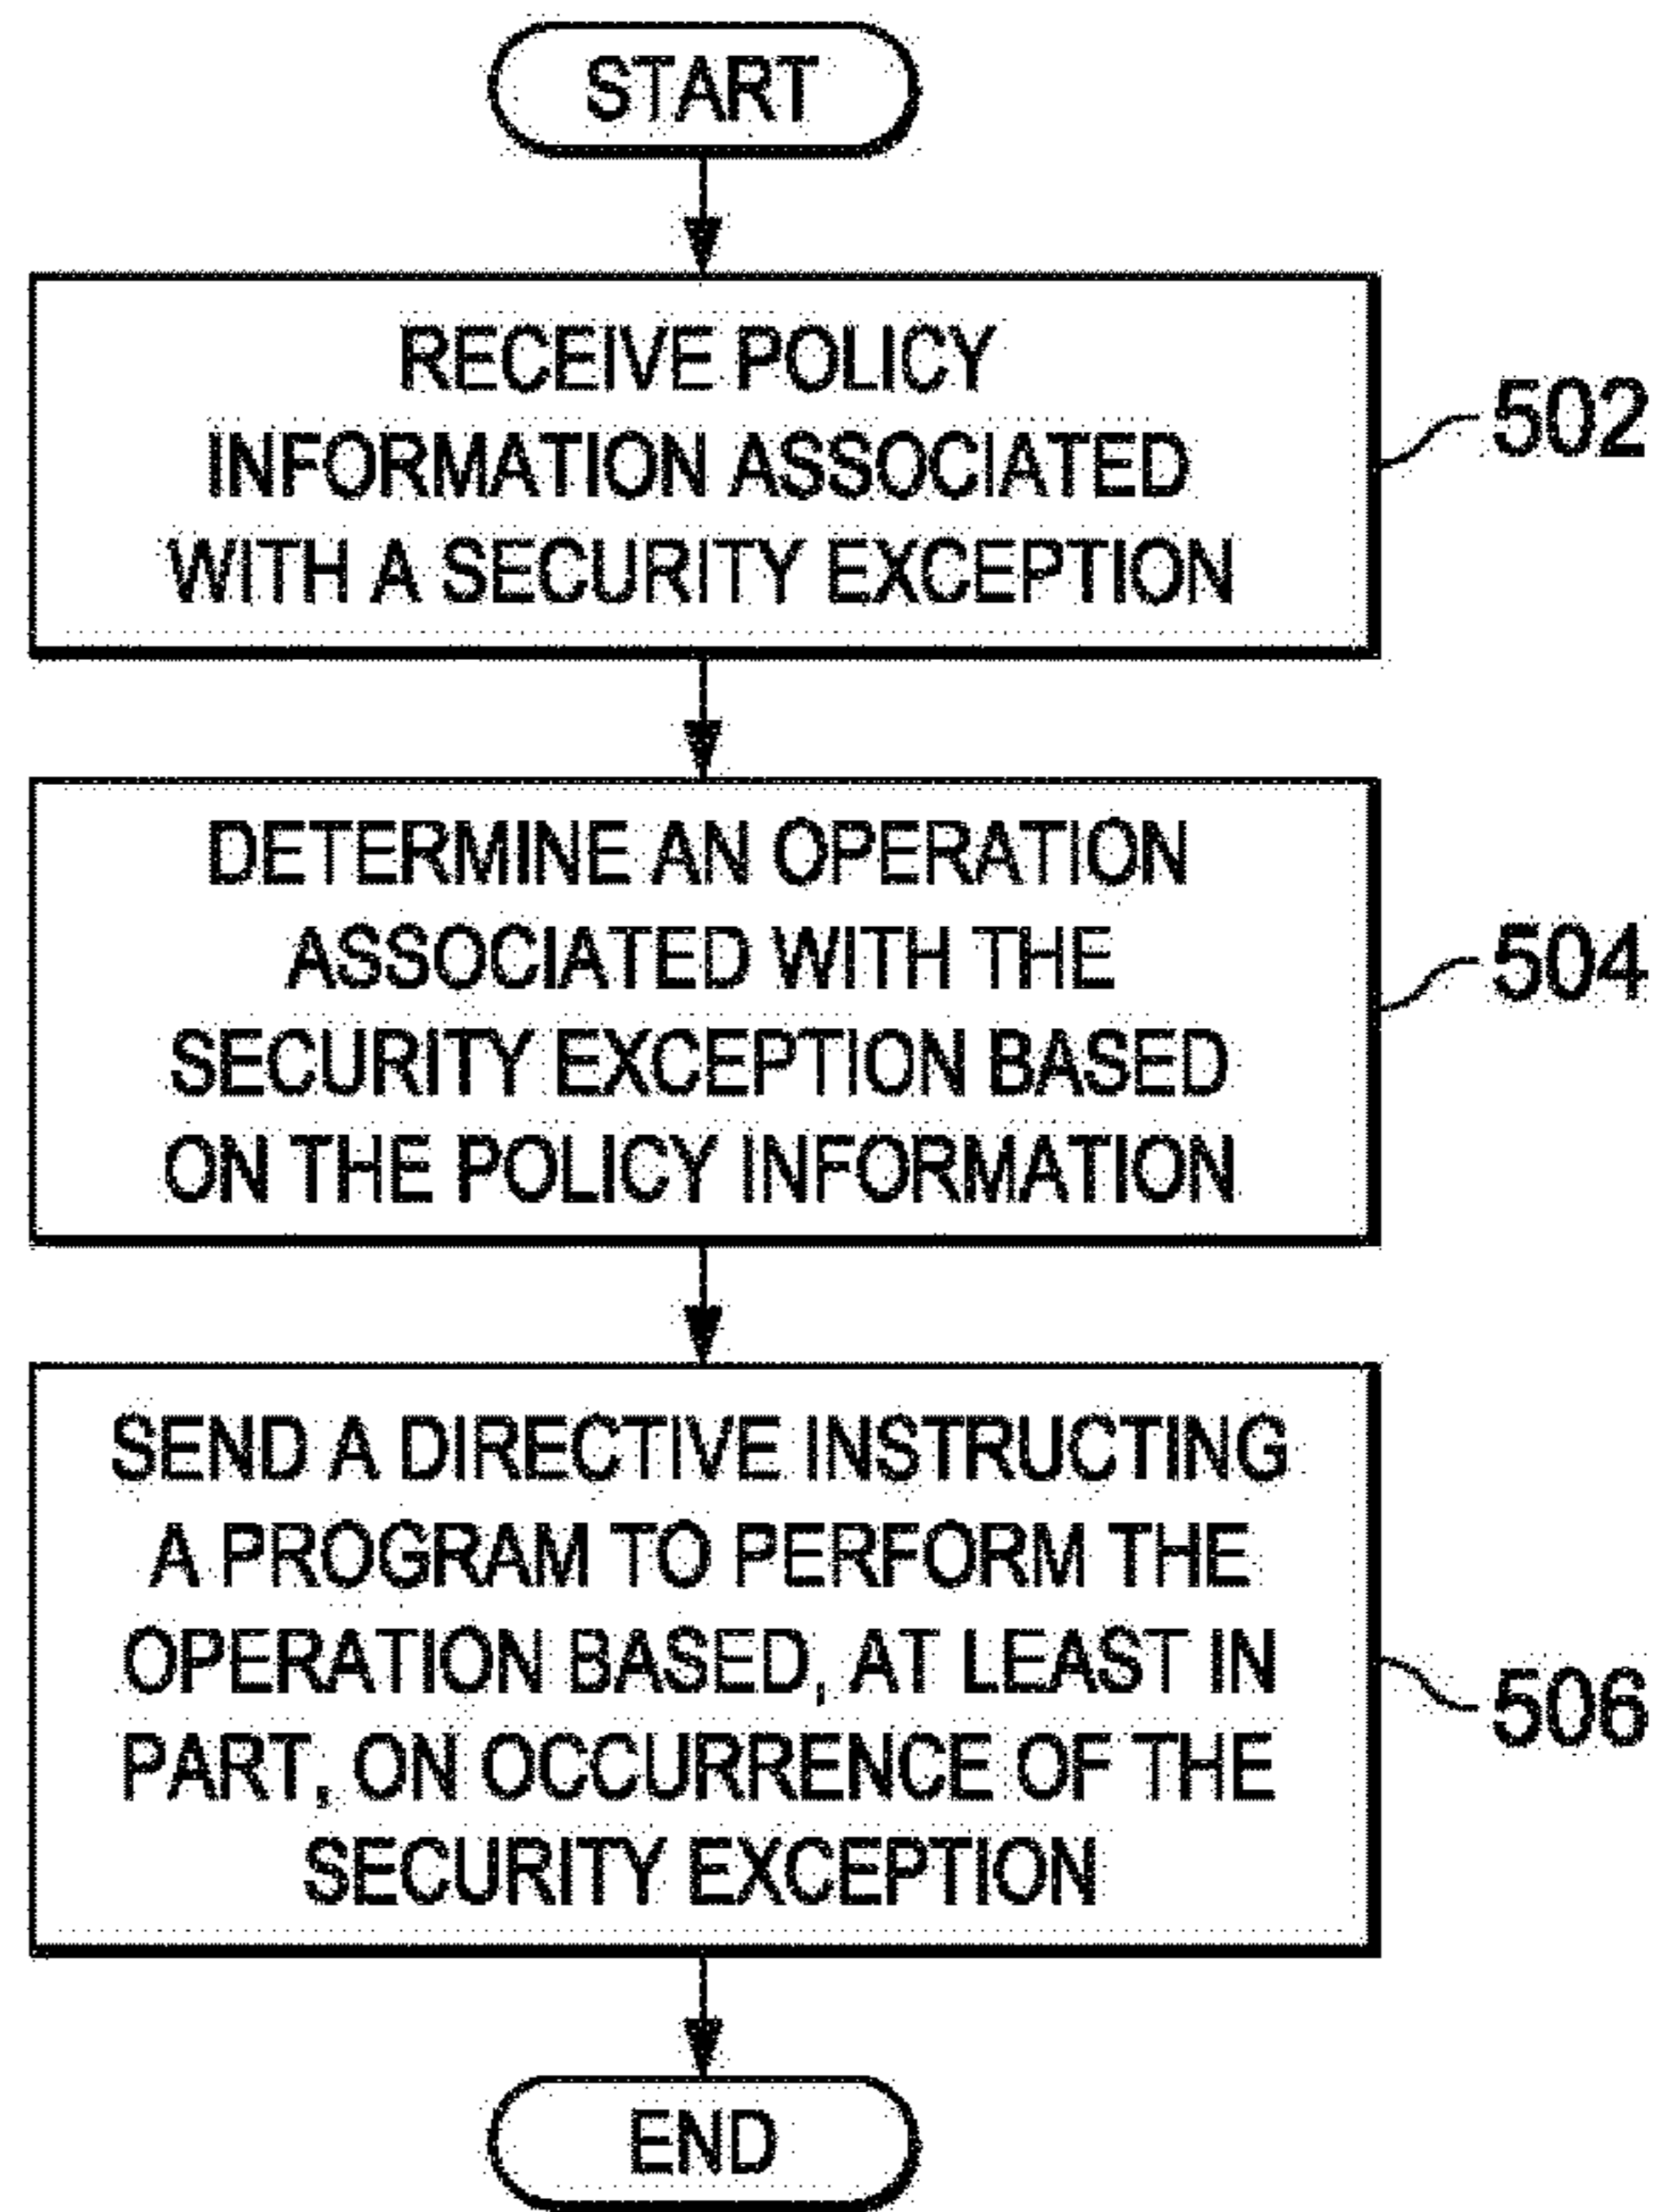 START
RECEIVE POLICY
INFORMATION ASSOCIATED
WITH A SECURITY EXCEPTION
502
DETERMINE AN OPERATION
ASSOCIATED WITH THE
SECURITY EXCEPTION BASED
ON THE POLICY INFORMATION
504
SEND A DIRECTIVE INSTRUCTING
A PROGRAM TO PERFORM THE
OPERATION BASED, AT LEAST IN
PART, ON OCCURRENCE OF THE
SECURITY EXCEPTION
506
END